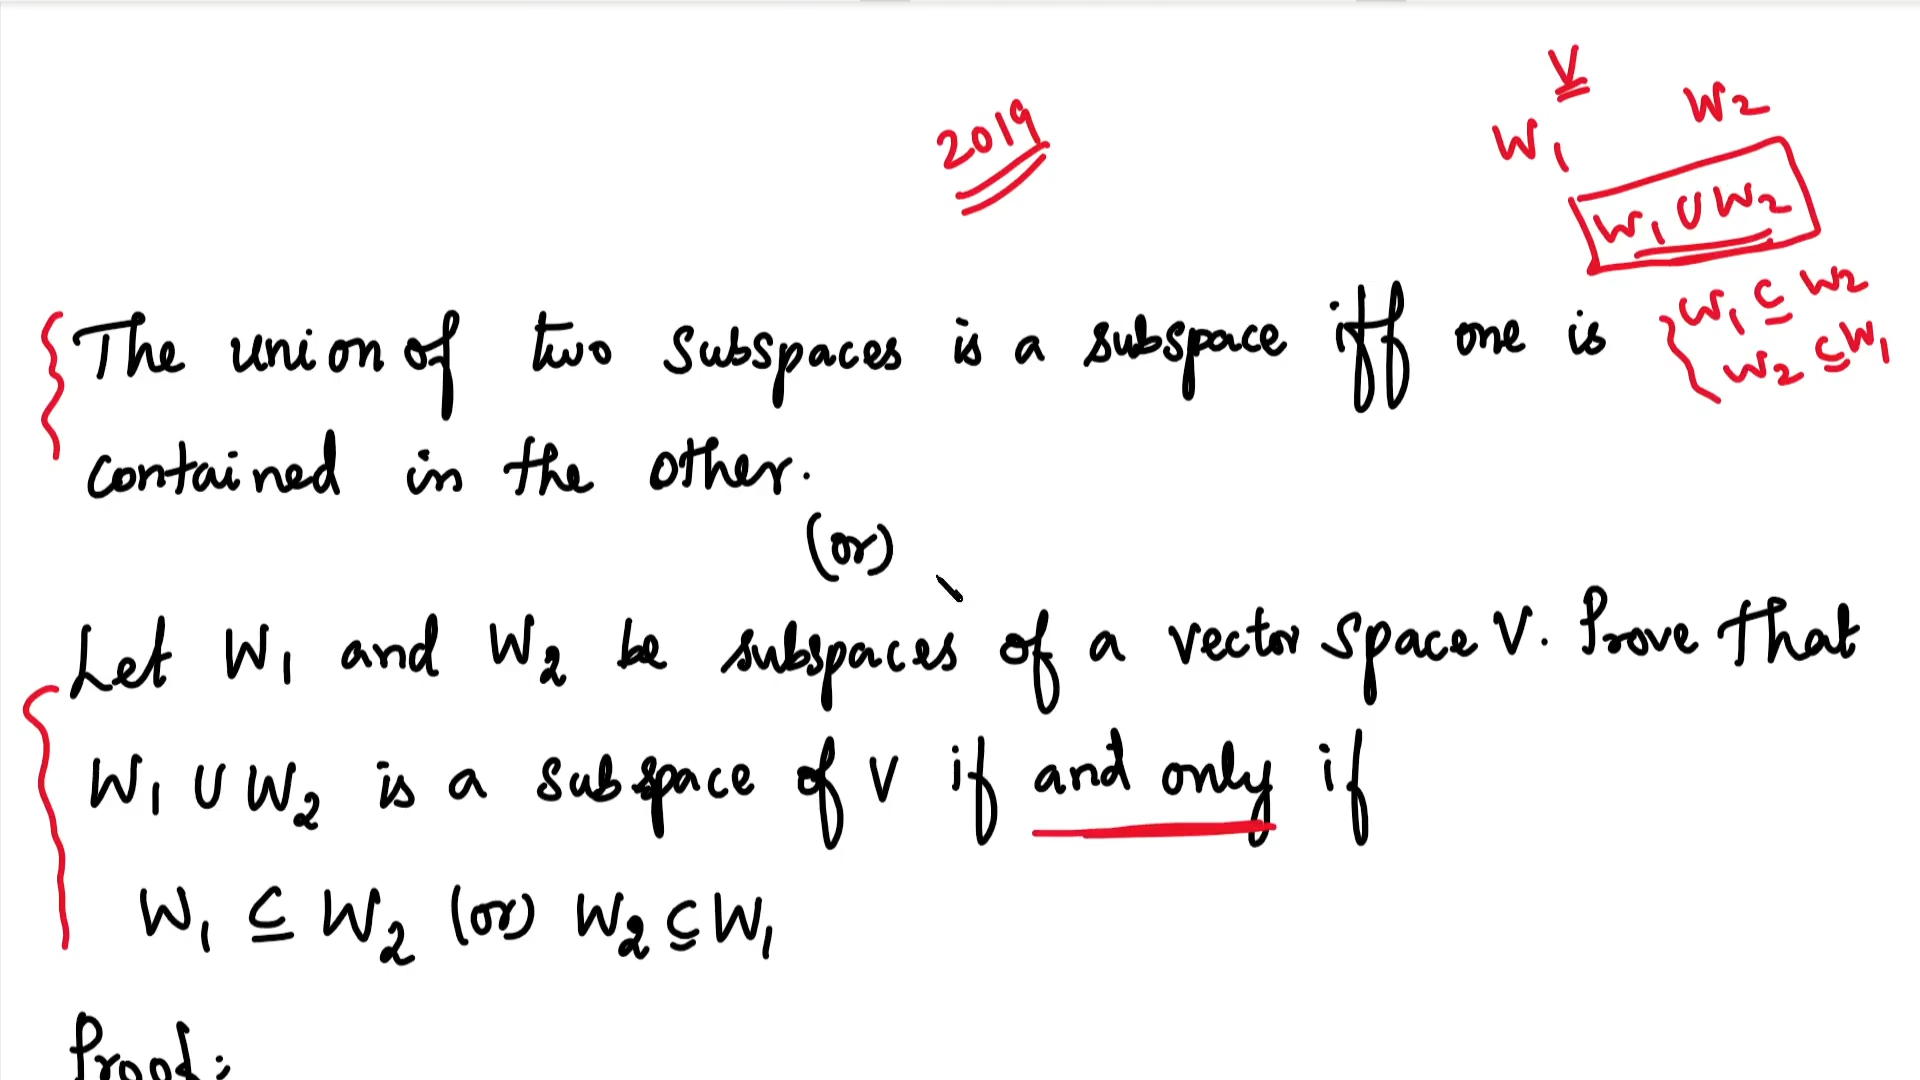 V
W₁ W₂
2019
W₁ ∪ W₂
W₁ ⊆ W₂
W₂ ⊆ W₁
The union of two subspaces is a subspace iff one is
contained in the other.
(or)
Let W₁ and W₂ be subspaces of a vector space V. Prove that
W₁ ∪ W₂ is a subspace of V if and only if
W₁ ⊆ W₂ (or) W₂ ⊆ W₁
Proof: